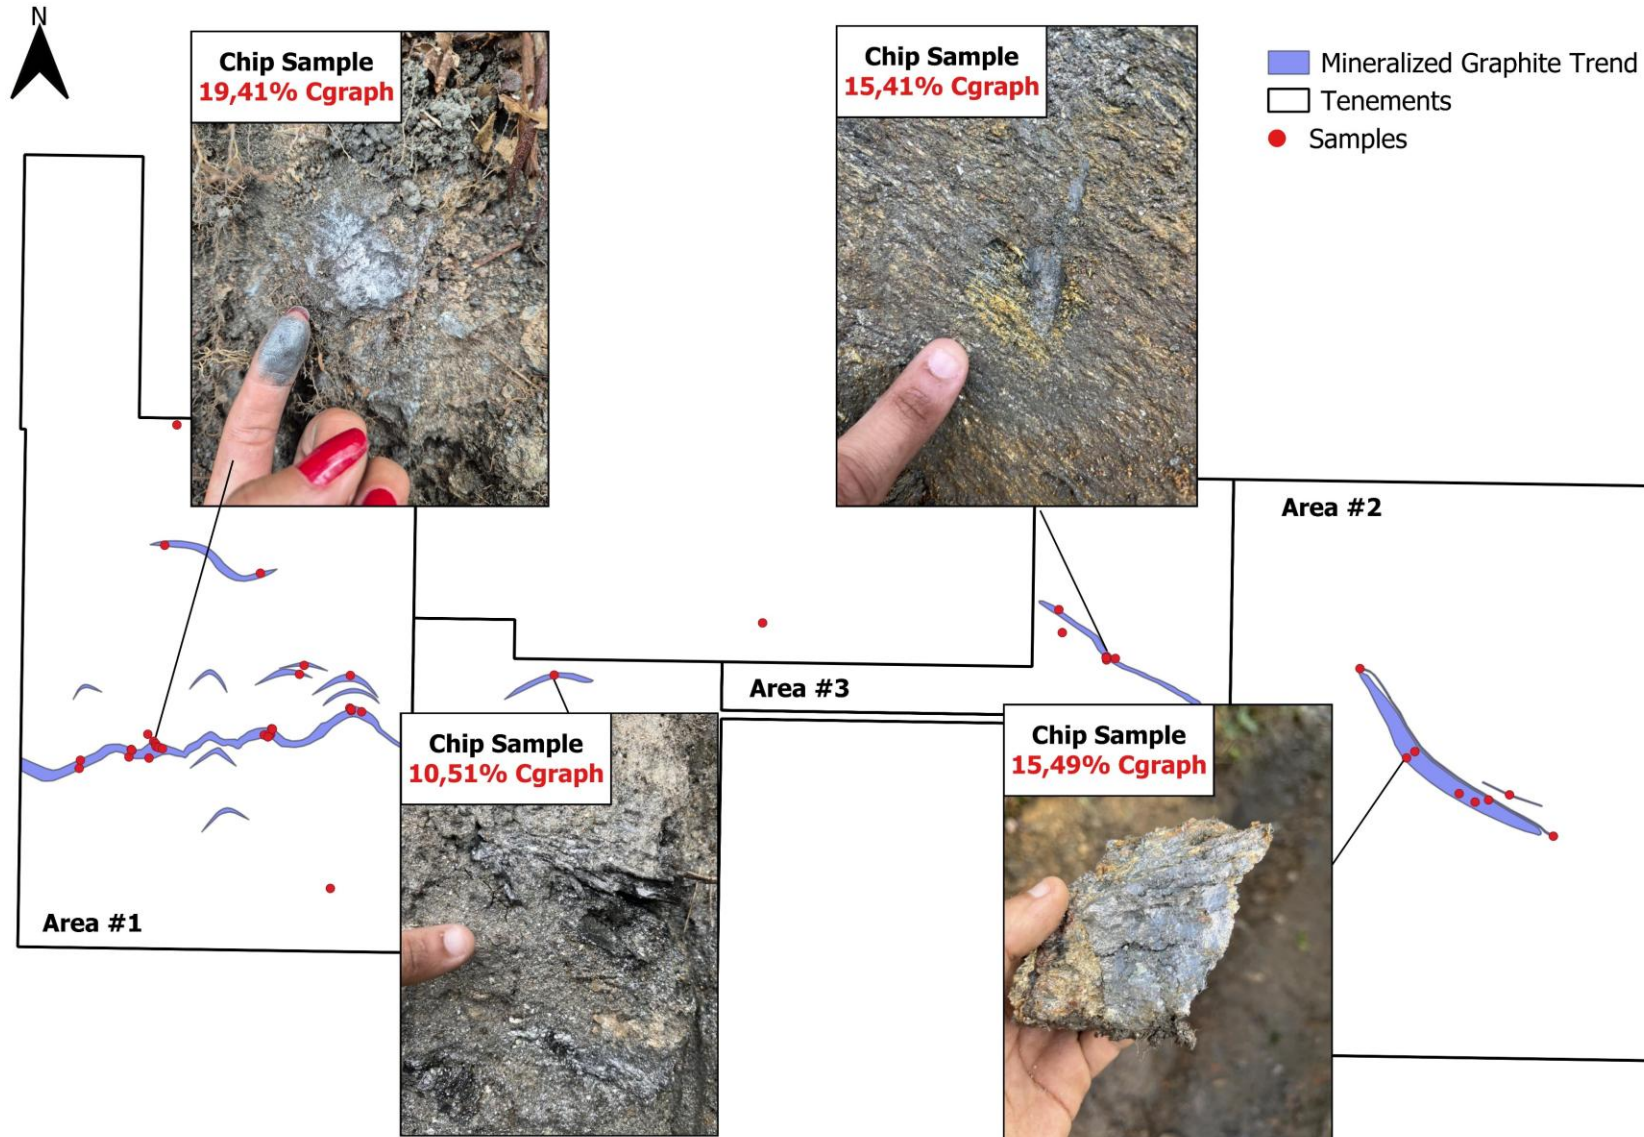 N
Chip Sample
19,41% Cgraph
Chip Sample
15,41% Cgraph
Mineralized Graphite Trend
Tenements
Samples
Area #2
Area #3
Chip Sample
10,51% Cgraph
Chip Sample
15,49% Cgraph
Area #1